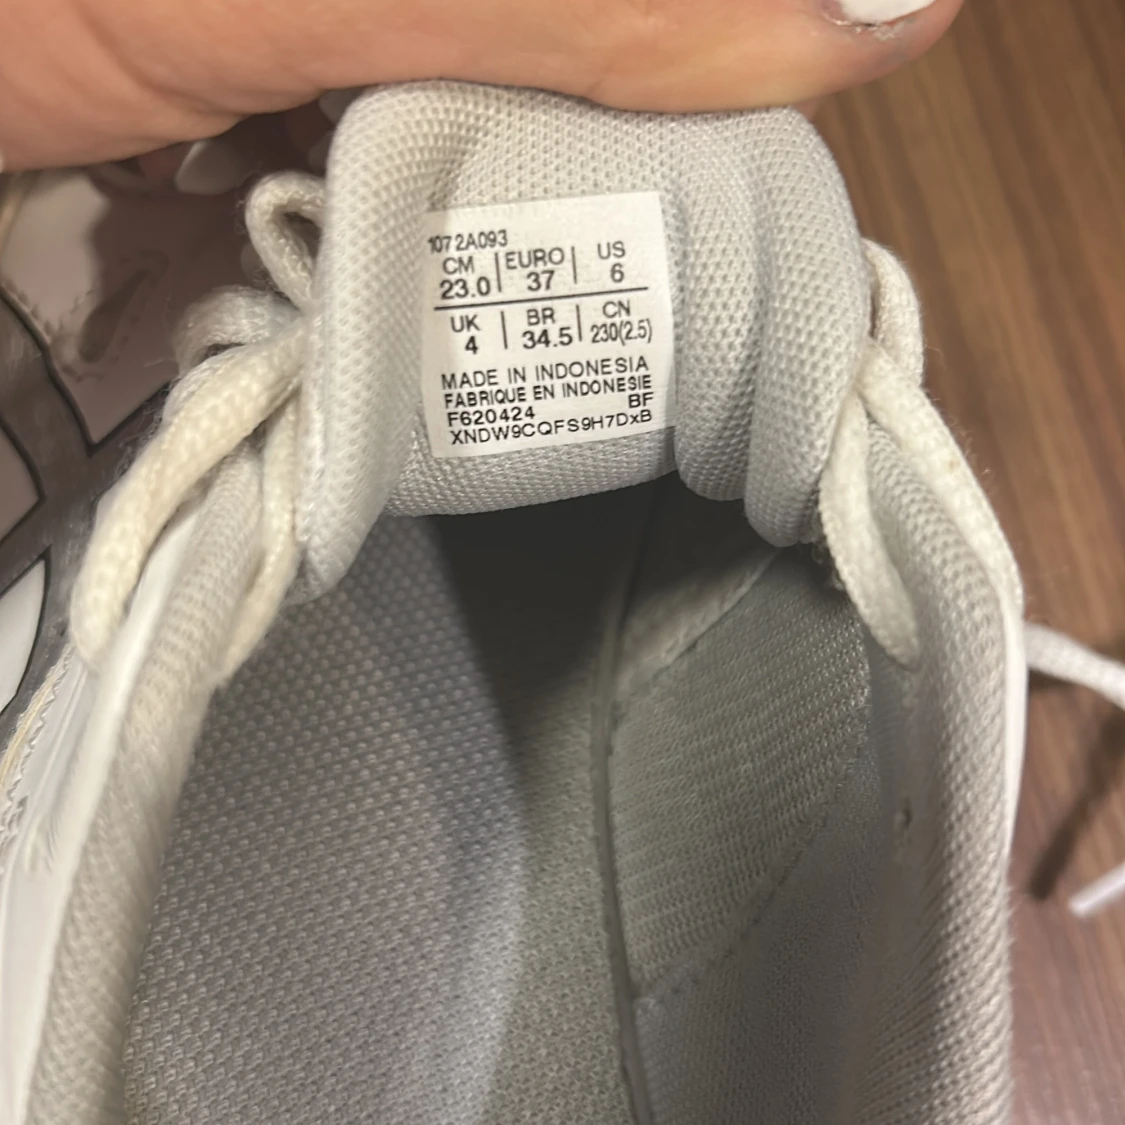 1072A093
CM | EURO | US
23.0 | 37 | 6
UK | BR | CN
4 | 34.5 | 230(2.5)
MADE IN INDONESIA
FABRIQUE EN INDONESIE
F620424 BF
XNDW9CQFS9H7DxB